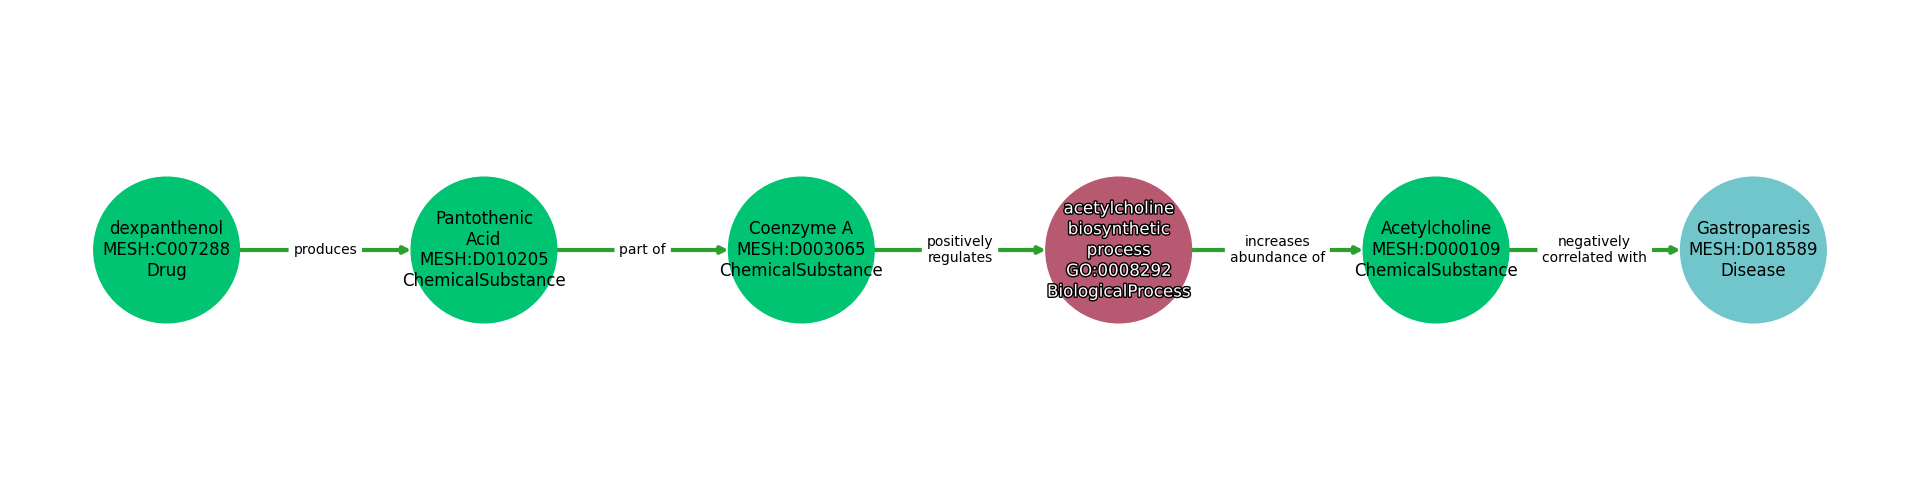 dexpanthenol
MESH:C007288
Drug
produces
Pantothenic
Acid
MESH:D010205
ChemicalSubstance
part of
Coenzyme A
MESH:D003065
ChemicalSubstance
positively
regulates
acetylcholine
biosynthetic
process
GO:0008292
BiologicalProcess
increases
abundance of
Acetylcholine
MESH:D000109
ChemicalSubstance
negatively
correlated with
Gastroparesis
MESH:D018589
Disease